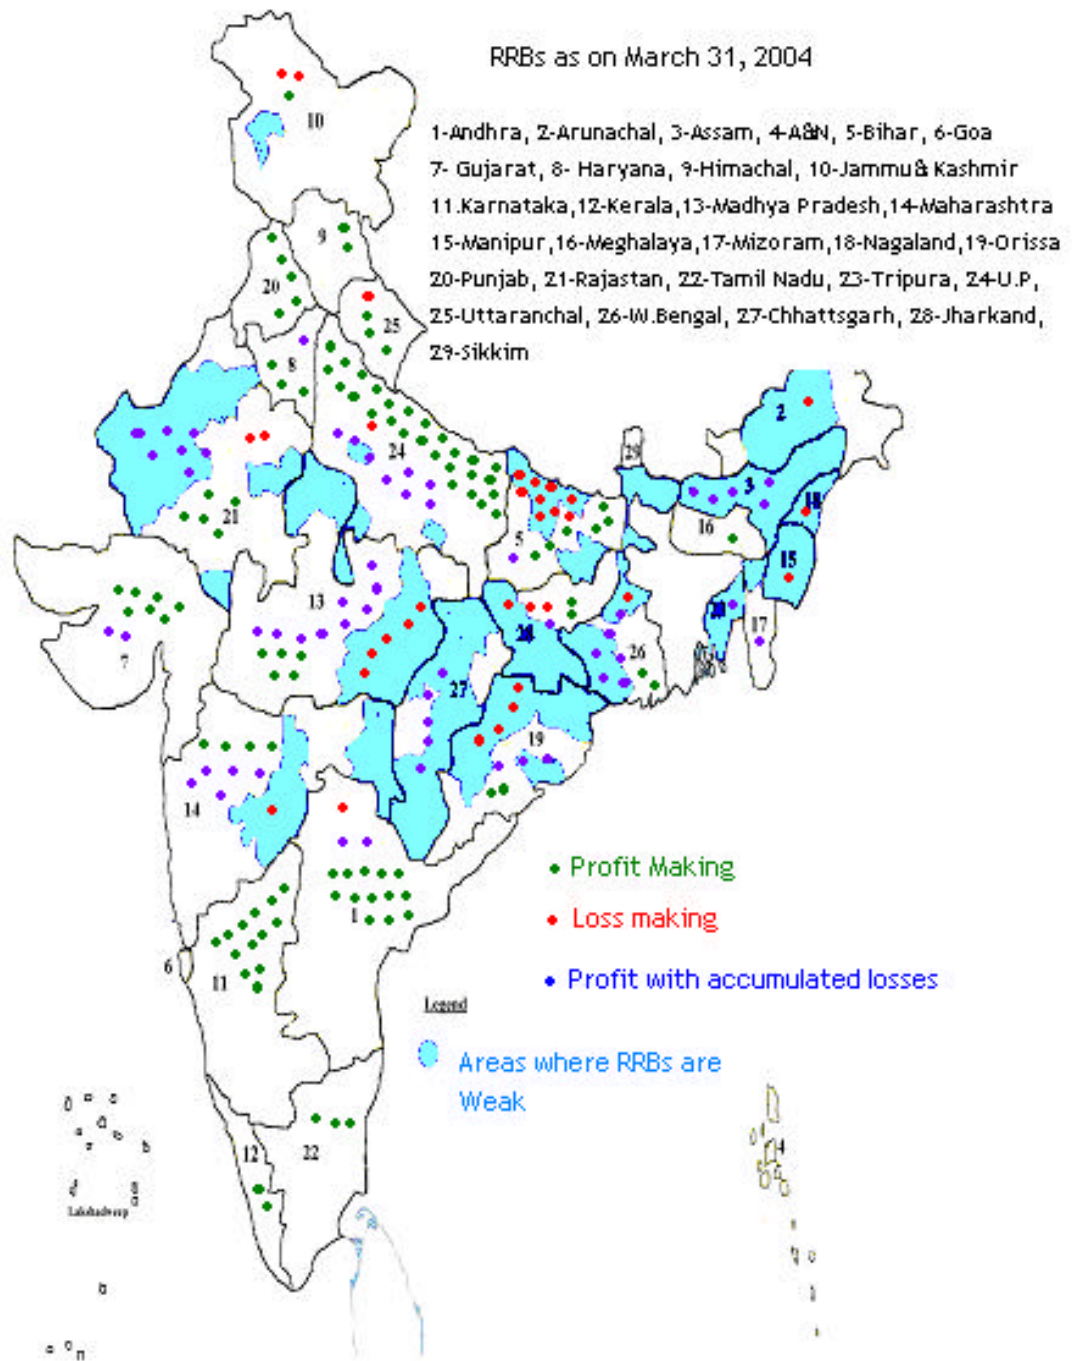 RRBs as on March 31, 2004
1-Andhra, 2-Arunachal, 3-Assam, 4-A&N, 5-Bihar, 6-Goa
7- Gujarat, 8- Haryana, 9-Himachal, 10-Jammu& Kashmir
11.Karnataka,12-Kerala,13-Madhya Pradesh,14-Maharashtra
15-Manipur,16-Meghalaya,17-Mizoram,18-Nagaland,19-Orissa
20-Punjab, 21-Rajastan, 22-Tamil Nadu, 23-Tripura, 24-U.P,
25-Uttaranchal, 26-W.Bengal, 27-Chhattsgarh, 28-Jharkand,
29-Sikkim
10
9
20
25
8
2
24
29
3
18
21
16
5
15
13
28
17
7
26
27
19
14
1
6
11
Profit Making
Loss making
Profit with accumulated losses
Legend
Areas where RRBs are
Weak
12
22
4
Lakshadweep